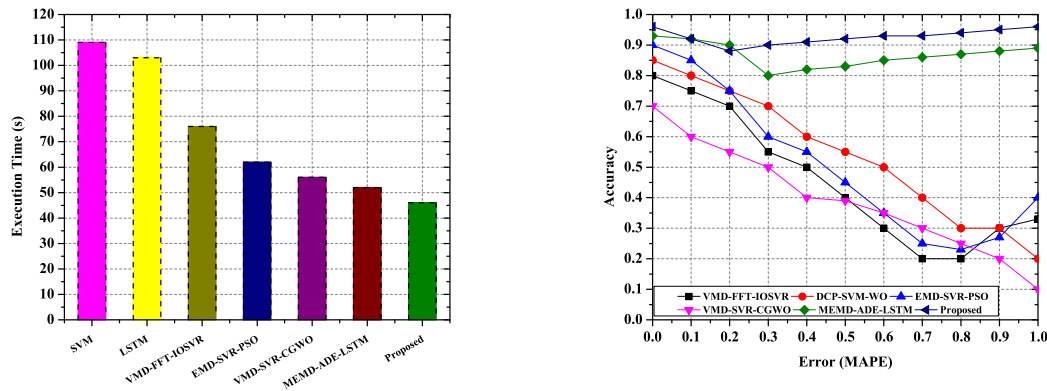 120
110
100
90
80
70
60
50
40
30
20
10
0
Execution Time (s)
SVM
LSTM
VMD-FFT-IOSVR
EMD-SVR-PSO
VMD-SVR-CGWO
MEMD-ADE-LSTM
Proposed
1.0
0.9
0.8
0.7
0.6
0.5
0.4
0.3
0.2
0.1
0.0
Accuracy
VMD-FFT-IOSVR DCP-SVM-WO EMD-SVR-PSO
VMD-SVR-CGWO MEMD-ADE-LSTM Proposed
0.0 0.1 0.2 0.3 0.4 0.5 0.6 0.7 0.8 0.9 1.0
Error (MAPE)